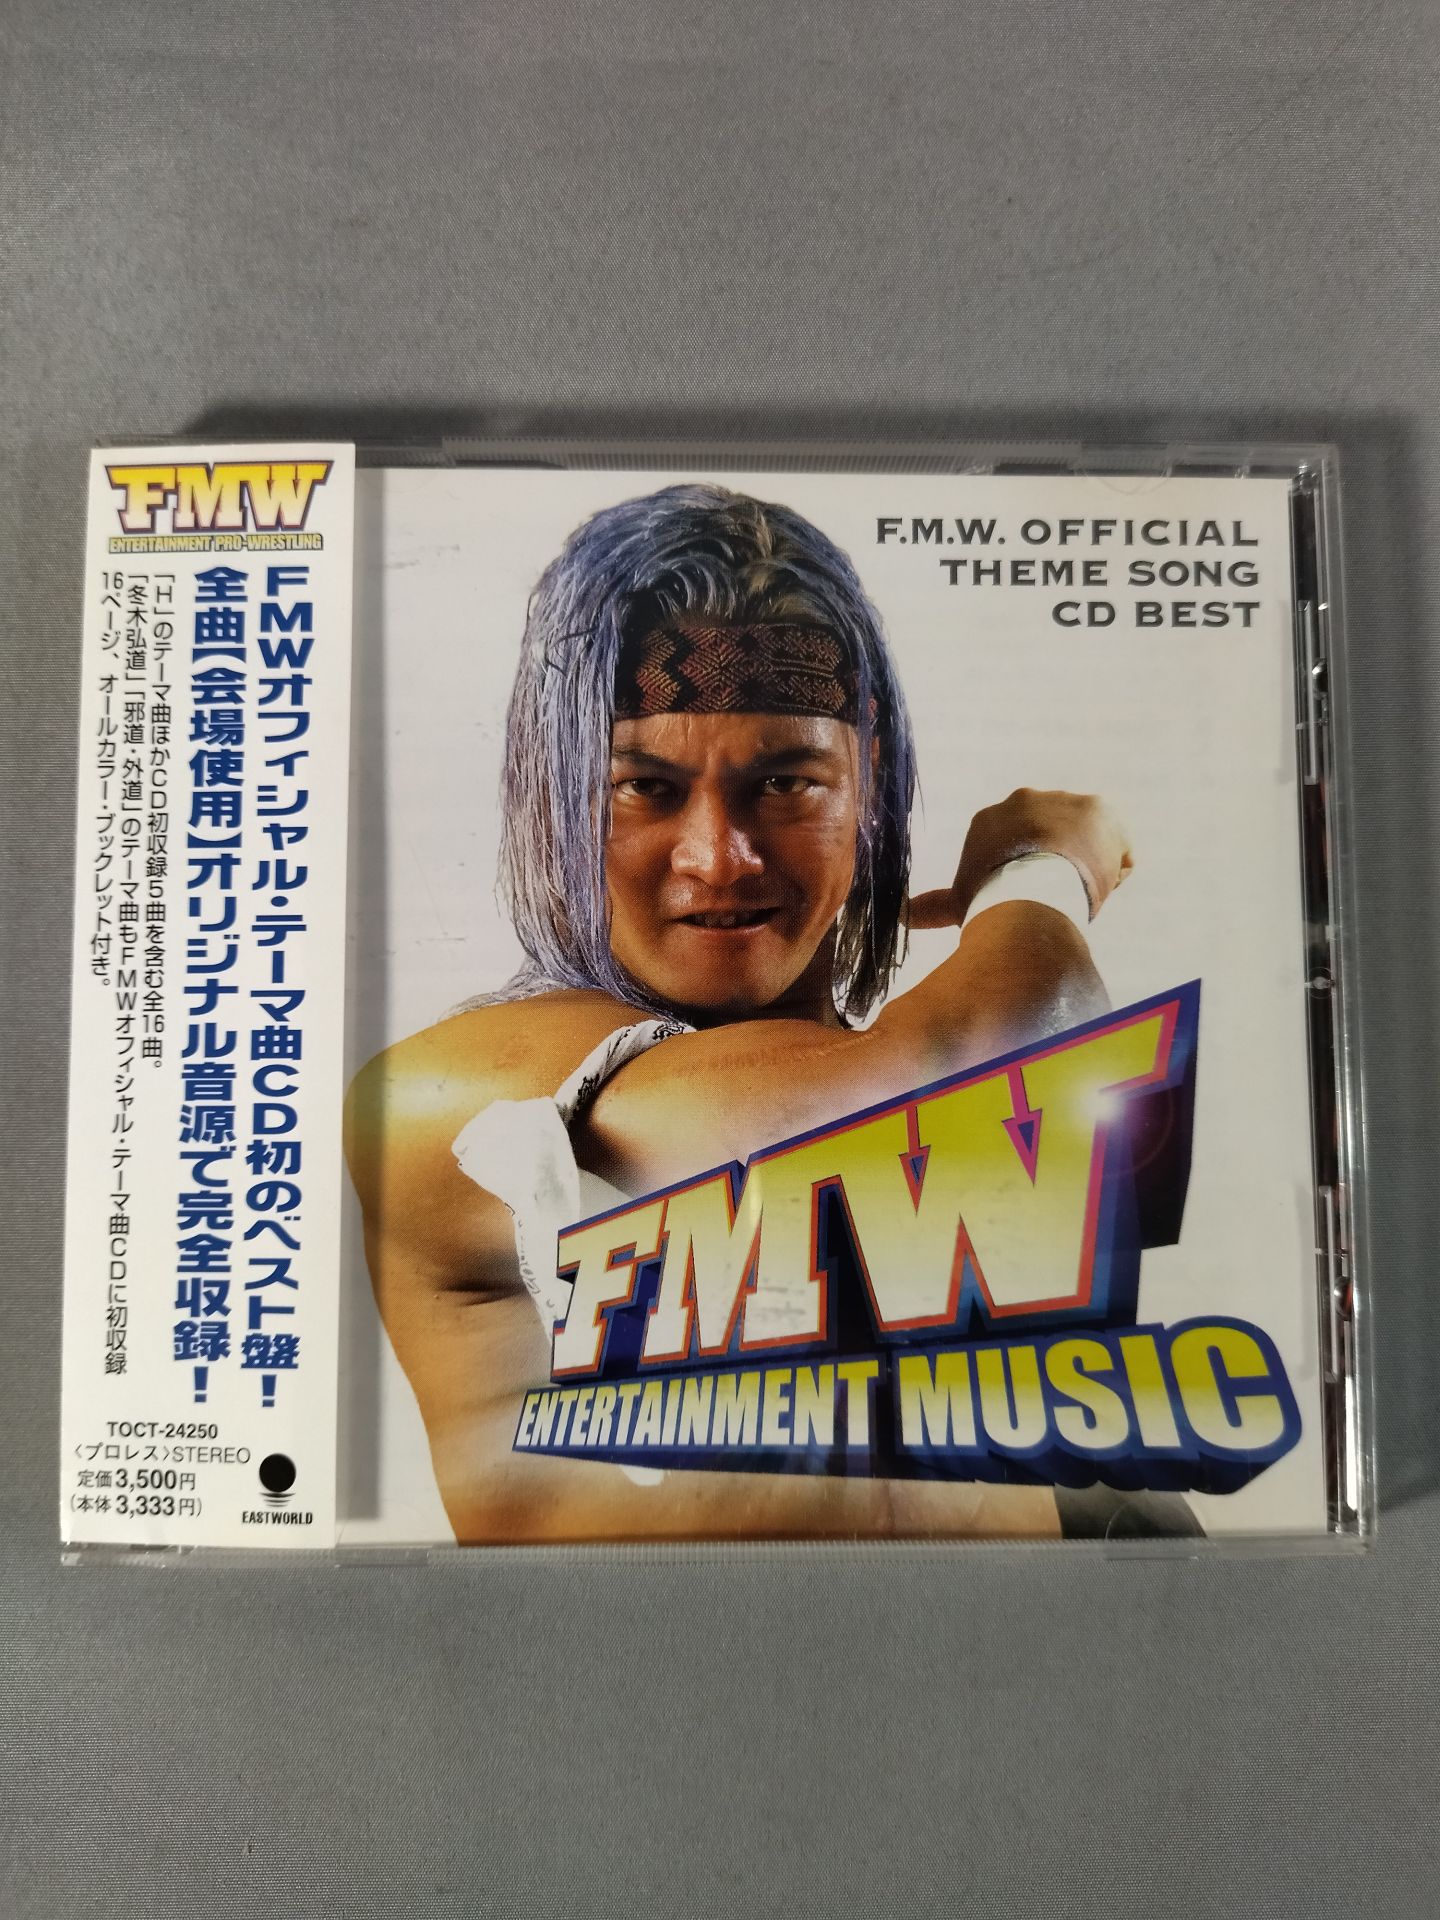 FMW
ENTERTAINMENT PRO-WRESTLING
FMWオフィシャル・テーマ曲CD初のベスト盤!
全曲【会場使用】オリジナル音源で完全収録!
「H」のテーマ曲ほかCD初収録5曲を含む全16曲。
「冬木弘道」「邪道・外道」のテーマ曲もFMWオフィシャル・テーマ曲CDに初収録
16ページ、オールカラー・ブックレット付き。
TOCT-24250
〈プロレス〉STEREO
定価3,500円
(本体3,333円)
EASTWORLD
F.M.W. OFFICIAL
THEME SONG
CD BEST
FMW
ENTERTAINMENT MUSIC